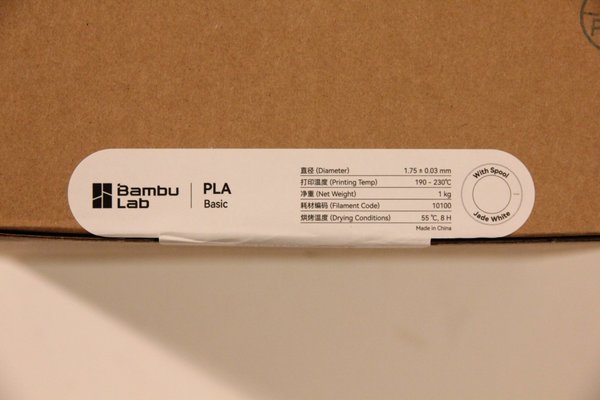 Bambu
Lab
PLA
Basic
直径 (Diameter) 1.75 ± 0.03 mm
打印温度 (Printing Temp) 190 - 230℃
净重 (Net Weight) 1 kg
耗材编码 (Filament Code) 10100
烘烤温度 (Drying Conditions) 55 ℃, 8 H
Made in China
With Spool
Jade White